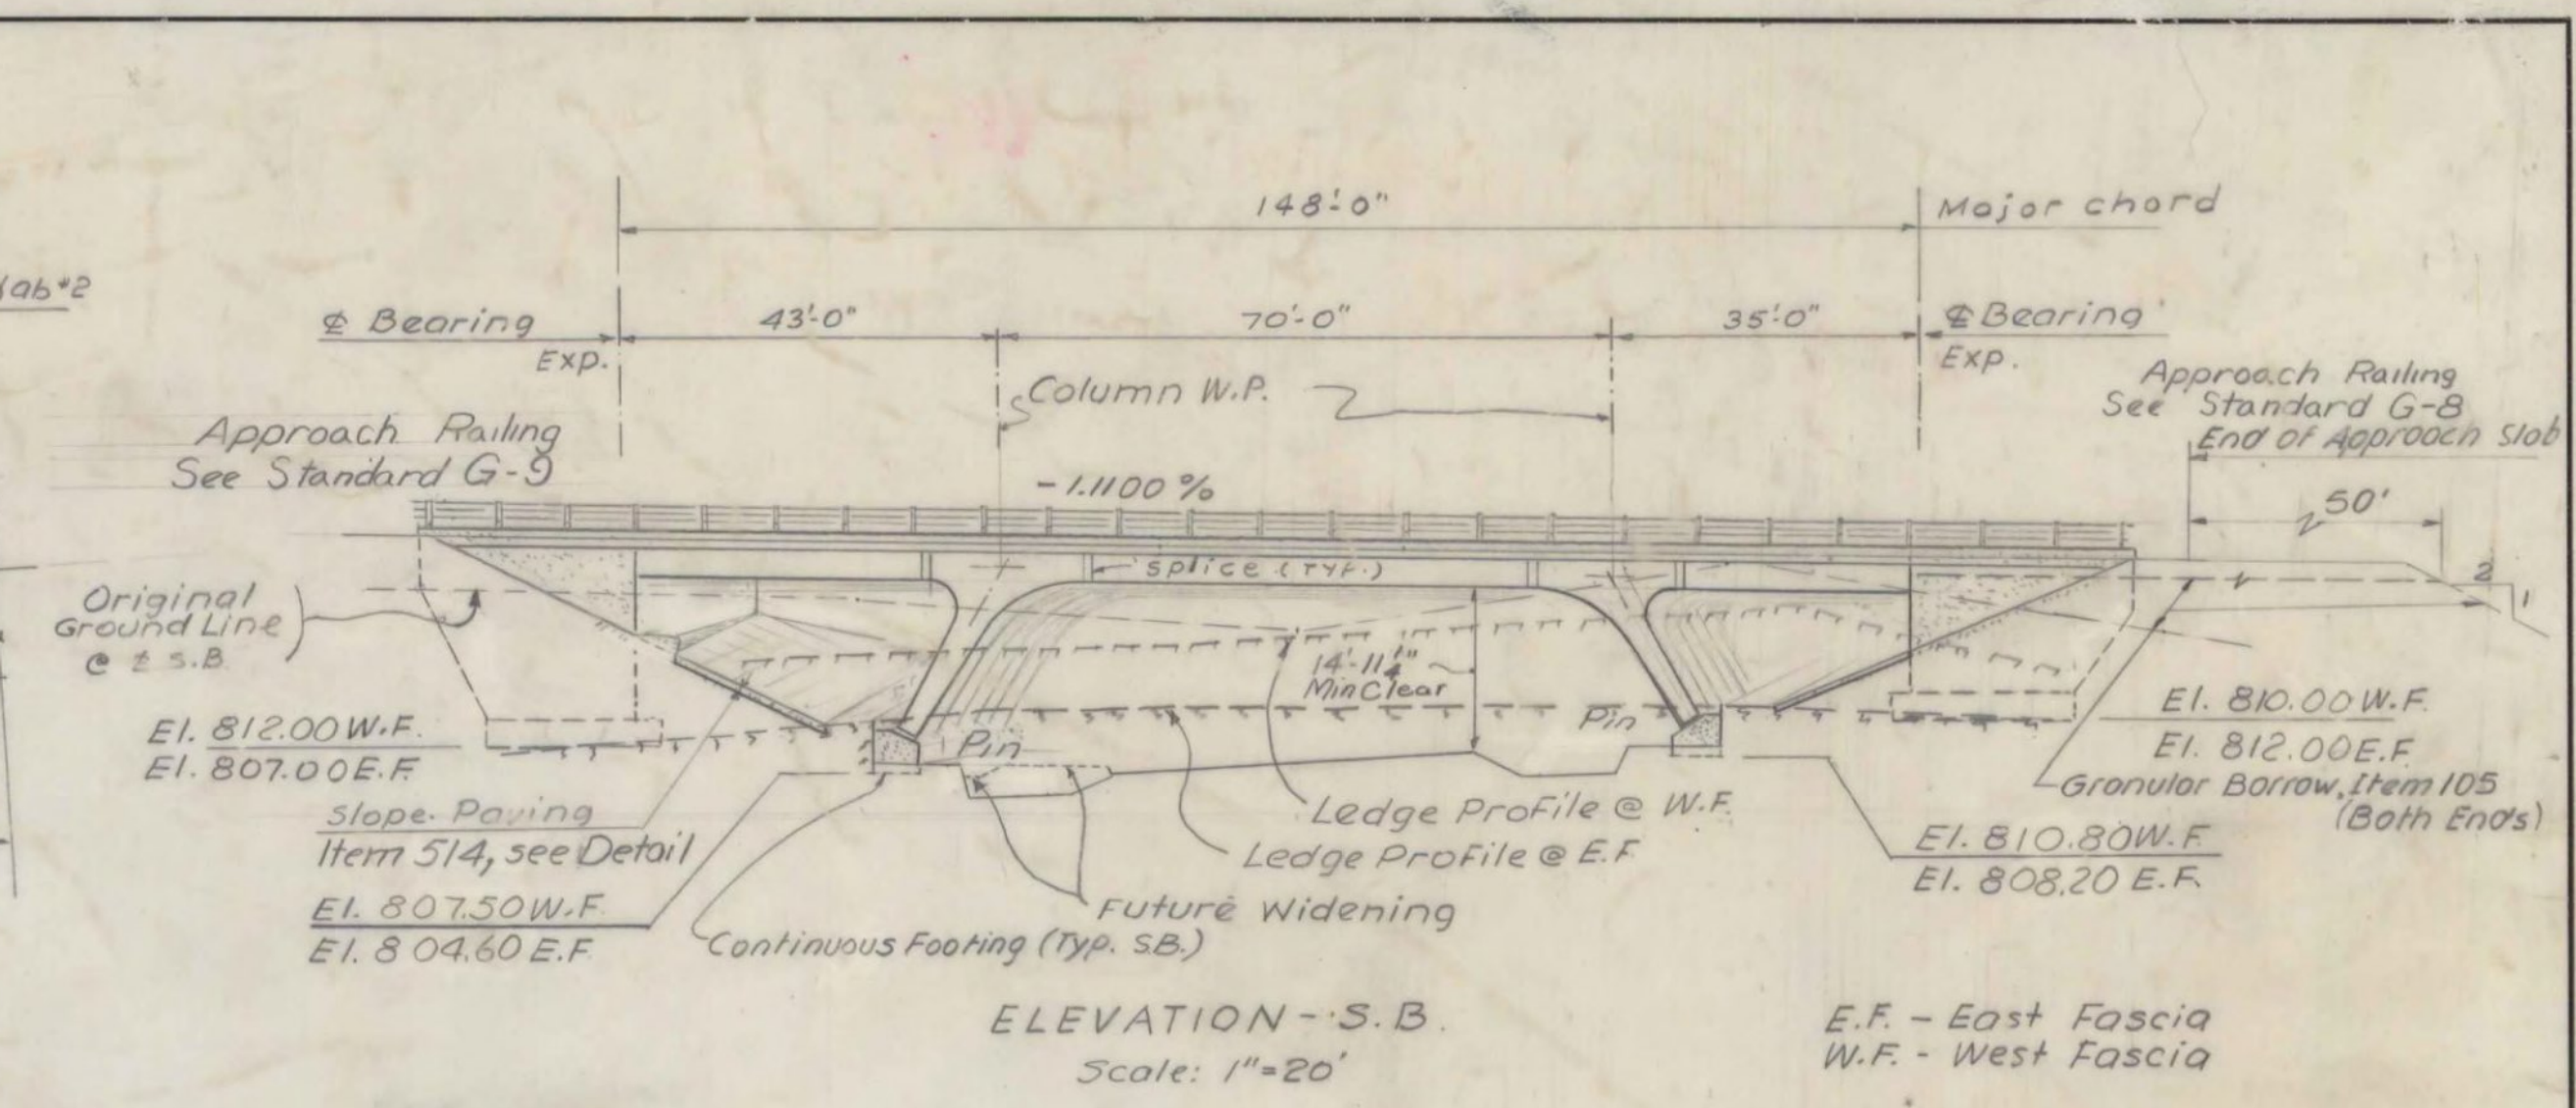 148'-0"
Major chord
℄ Bearing
Exp.
43'-0"
70'-0"
35'-0"
℄ Bearing
Exp.
Column W.P.
Approach Railing
See Standard G-9
Approach Railing
See Standard G-8
End of Approach Slab
-1.1100 %
50'
splice (TYP.)
2
1
Original
Ground Line
@ ℄ S.B.
14'-11¼"
Min Clear
Pin
Pin
El. 812.00 W.F.
El. 807.00 E.F.
El. 810.00 W.F.
El. 812.00 E.F.
Granular Borrow, Item 105
(Both Ends)
Slope Paving
Item 514, see Detail
Ledge Profile @ W.F.
Ledge Profile @ E.F.
El. 810.80 W.F.
El. 808.20 E.F.
El. 807.50 W.F.
El. 804.60 E.F.
Future Widening
Continuous Footing (Typ. S.B.)
ELEVATION - S.B.
Scale: 1"=20'
E.F. - East Fascia
W.F. - West Fascia